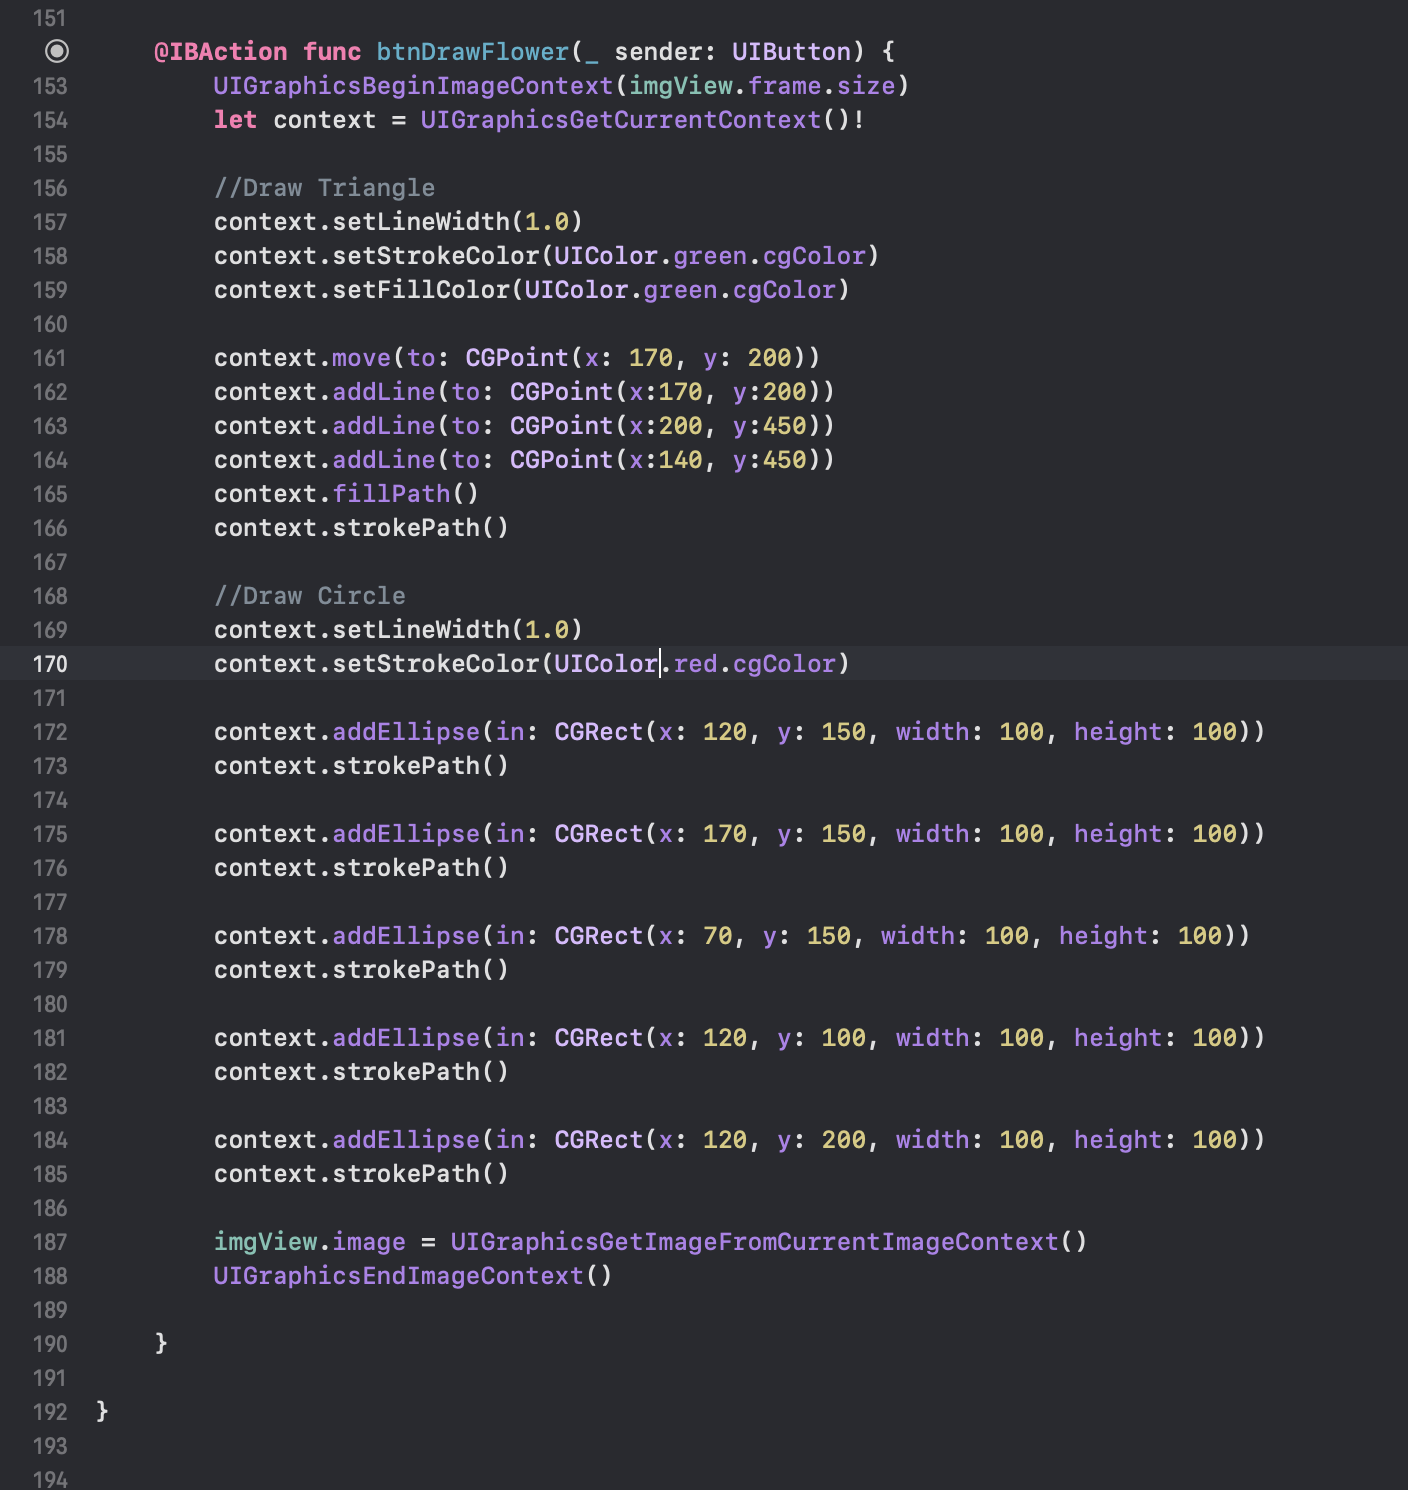 151
@IBAction func btnDrawFlower(_ sender: UIButton) {
153 UIGraphicsBeginImageContext(imgView.frame.size)
154 let context = UIGraphicsGetCurrentContext()!
155
156 //Draw Triangle
157 context.setLineWidth(1.0)
158 context.setStrokeColor(UIColor.green.cgColor)
159 context.setFillColor(UIColor.green.cgColor)
160
161 context.move(to: CGPoint(x: 170, y: 200))
162 context.addLine(to: CGPoint(x:170, y:200))
163 context.addLine(to: CGPoint(x:200, y:450))
164 context.addLine(to: CGPoint(x:140, y:450))
165 context.fillPath()
166 context.strokePath()
167
168 //Draw Circle
169 context.setLineWidth(1.0)
170 context.setStrokeColor(UIColor.red.cgColor)
171
172 context.addEllipse(in: CGRect(x: 120, y: 150, width: 100, height: 100))
173 context.strokePath()
174
175 context.addEllipse(in: CGRect(x: 170, y: 150, width: 100, height: 100))
176 context.strokePath()
177
178 context.addEllipse(in: CGRect(x: 70, y: 150, width: 100, height: 100))
179 context.strokePath()
180
181 context.addEllipse(in: CGRect(x: 120, y: 100, width: 100, height: 100))
182 context.strokePath()
183
184 context.addEllipse(in: CGRect(x: 120, y: 200, width: 100, height: 100))
185 context.strokePath()
186
187 imgView.image = UIGraphicsGetImageFromCurrentImageContext()
188 UIGraphicsEndImageContext()
189
190 }
191
192 }
193
194